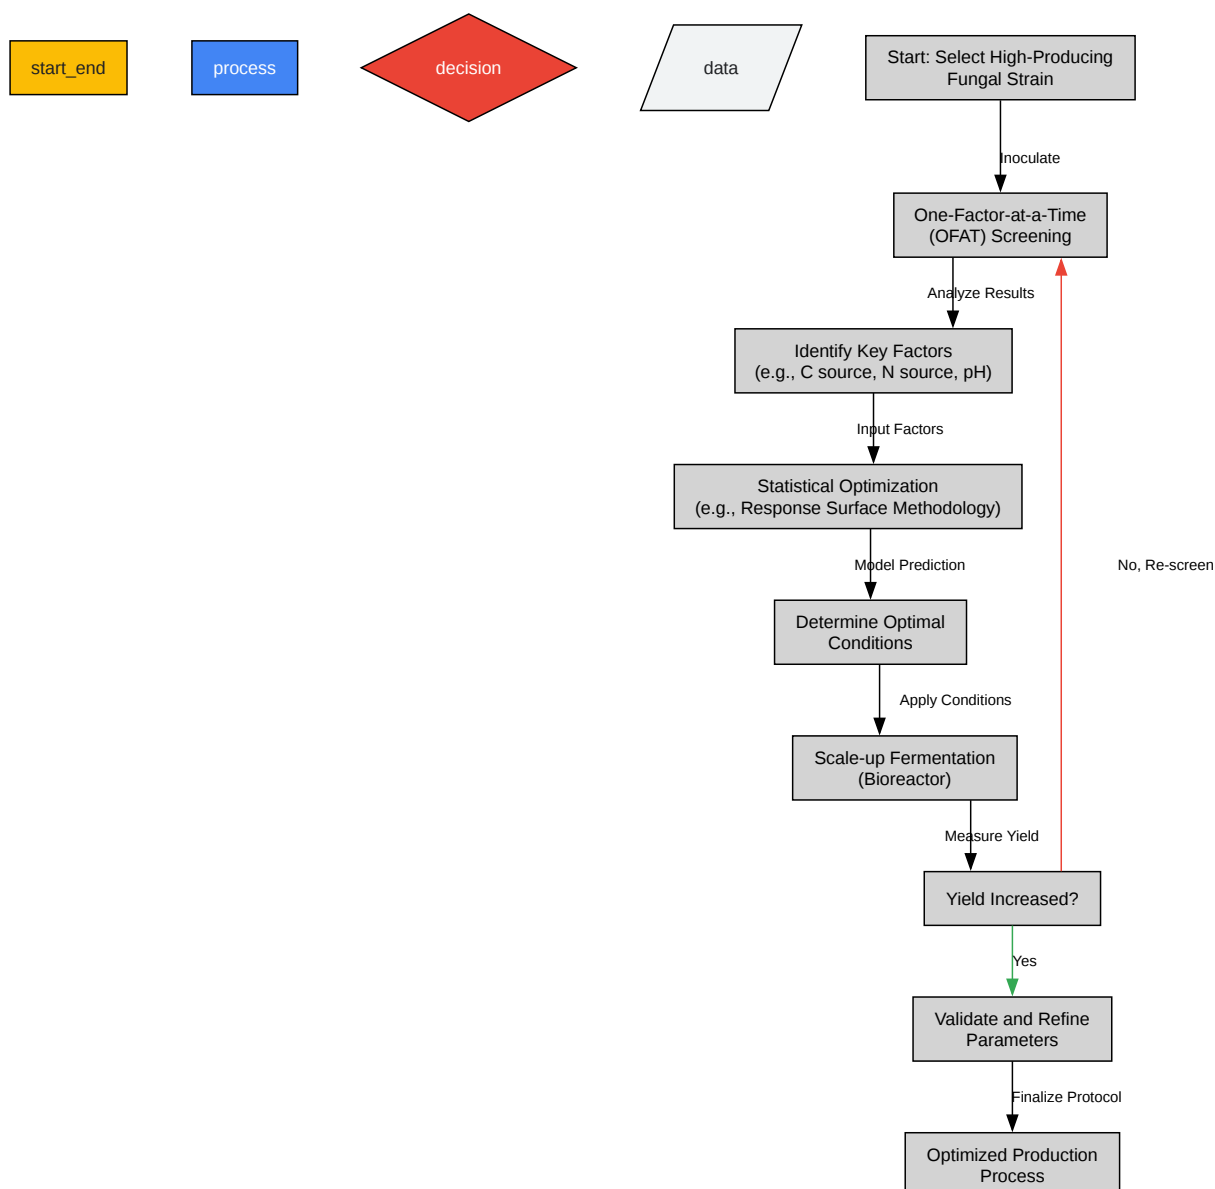 start_end
process
decision
data
Start: Select High-Producing
Fungal Strain
Inoculate
One-Factor-at-a-Time
(OFAT) Screening
Analyze Results
Identify Key Factors
(e.g., C source, N source, pH)
Input Factors
Statistical Optimization
(e.g., Response Surface Methodology)
Model Prediction
No, Re-screen
Determine Optimal
Conditions
Apply Conditions
Scale-up Fermentation
(Bioreactor)
Measure Yield
Yield Increased?
Yes
Validate and Refine
Parameters
Finalize Protocol
Optimized Production
Process